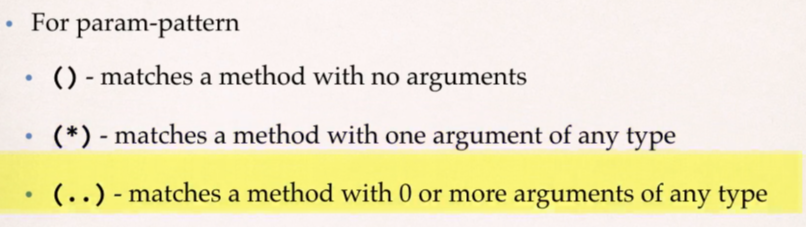 • For param-pattern
• () - matches a method with no arguments
• (*) - matches a method with one argument of any type
• (..) - matches a method with 0 or more arguments of any type